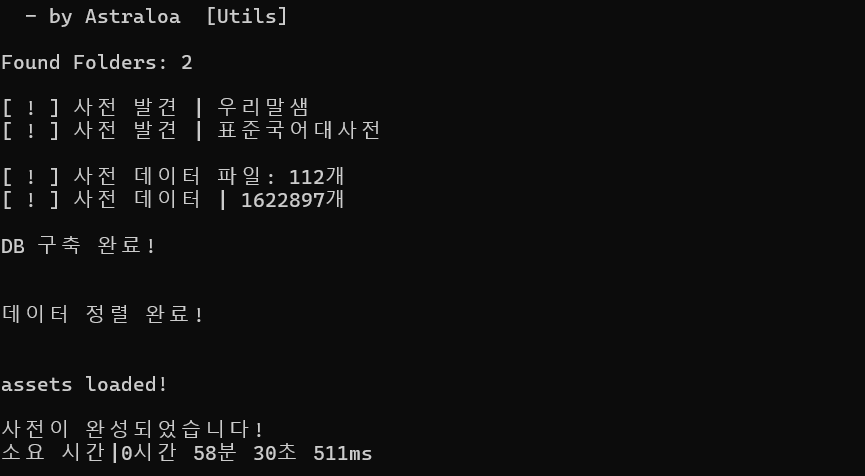 - by Astraloa  [Utils]
Found Folders: 2
[ ! ] 사전 발견 | 우리말샘
[ ! ] 사전 발견 | 표준국어대사전
[ ! ] 사전 데이터 파일: 112개
[ ! ] 사전 데이터 | 1622897개
DB 구축 완료!
데이터 정렬 완료!
assets loaded!
사전이 완성되었습니다!
소요 시간|0시간 58분 30초 511ms